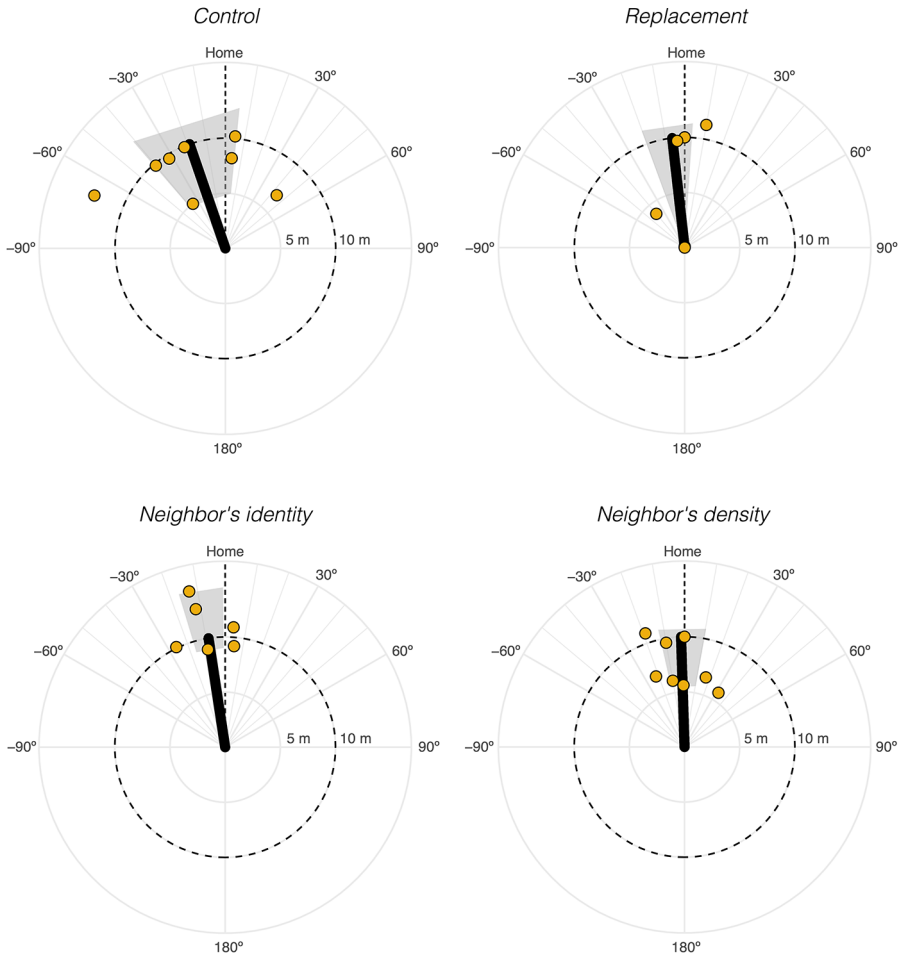 Control
Replacement
Home
–30º
30º
–60º
60º
–90º
5 m
10 m
90º
180º
Home
–30º
30º
–60º
60º
–90º
5 m
10 m
90º
180º
Neighbor's identity
Neighbor's density
Home
–30º
30º
–60º
60º
–90º
5 m
10 m
90º
180º
Home
–30º
30º
–60º
60º
–90º
5 m
10 m
90º
180º